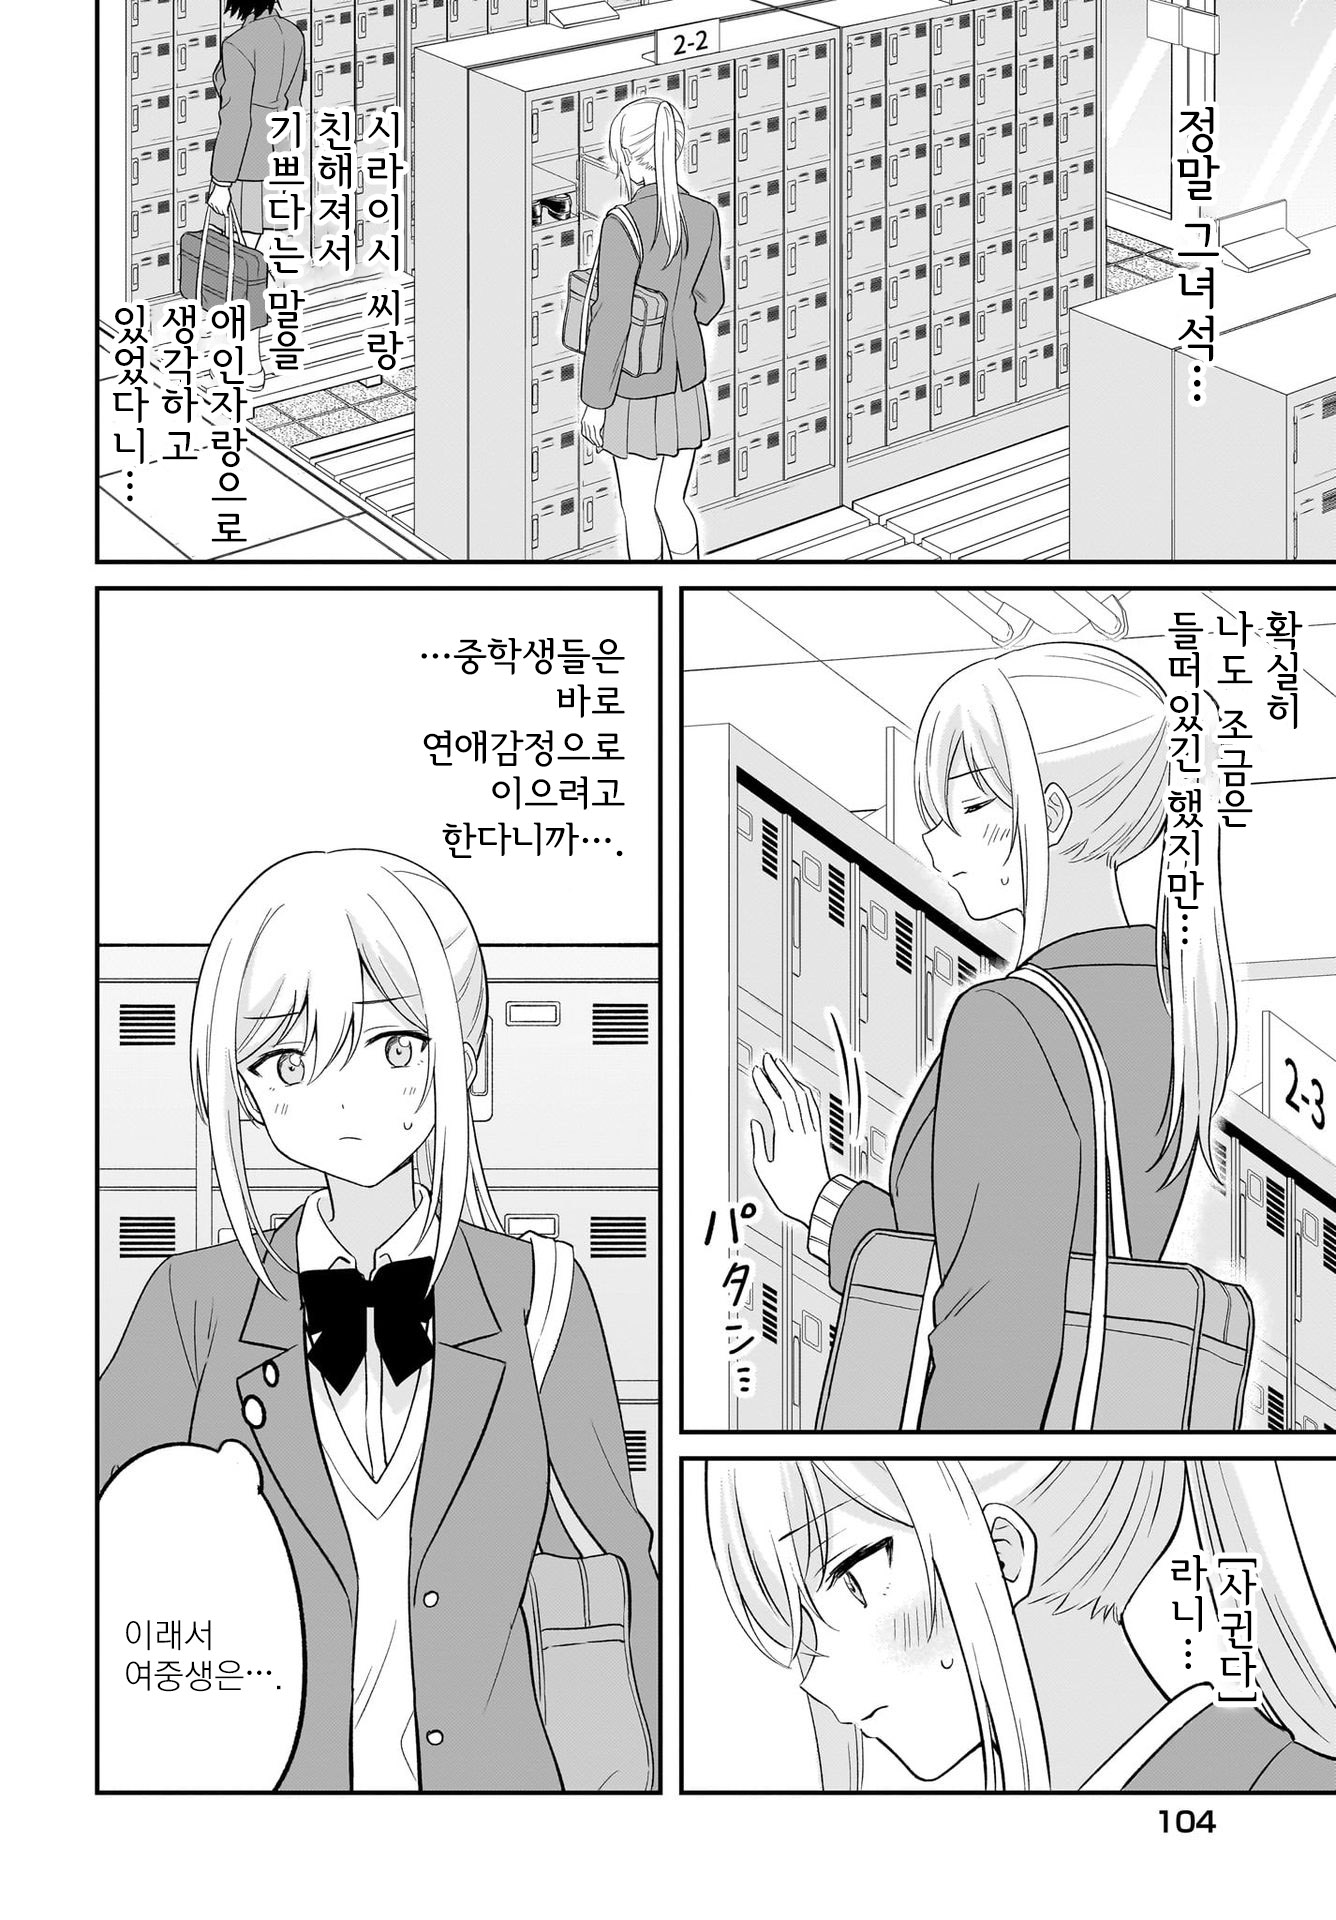 2-2
정말 그녀석…
시라이시 씨랑
친해져서
기쁘다는 말을
애인자랑으로
생각하고
있었다니…
확실히
나도 조금은
들떠있긴 했지만…
2-3
パタン…
[사귄다]
라니…
…중학생들은
바로
연애감정으로
이으려고
한다니까….
이래서
여중생은….
104